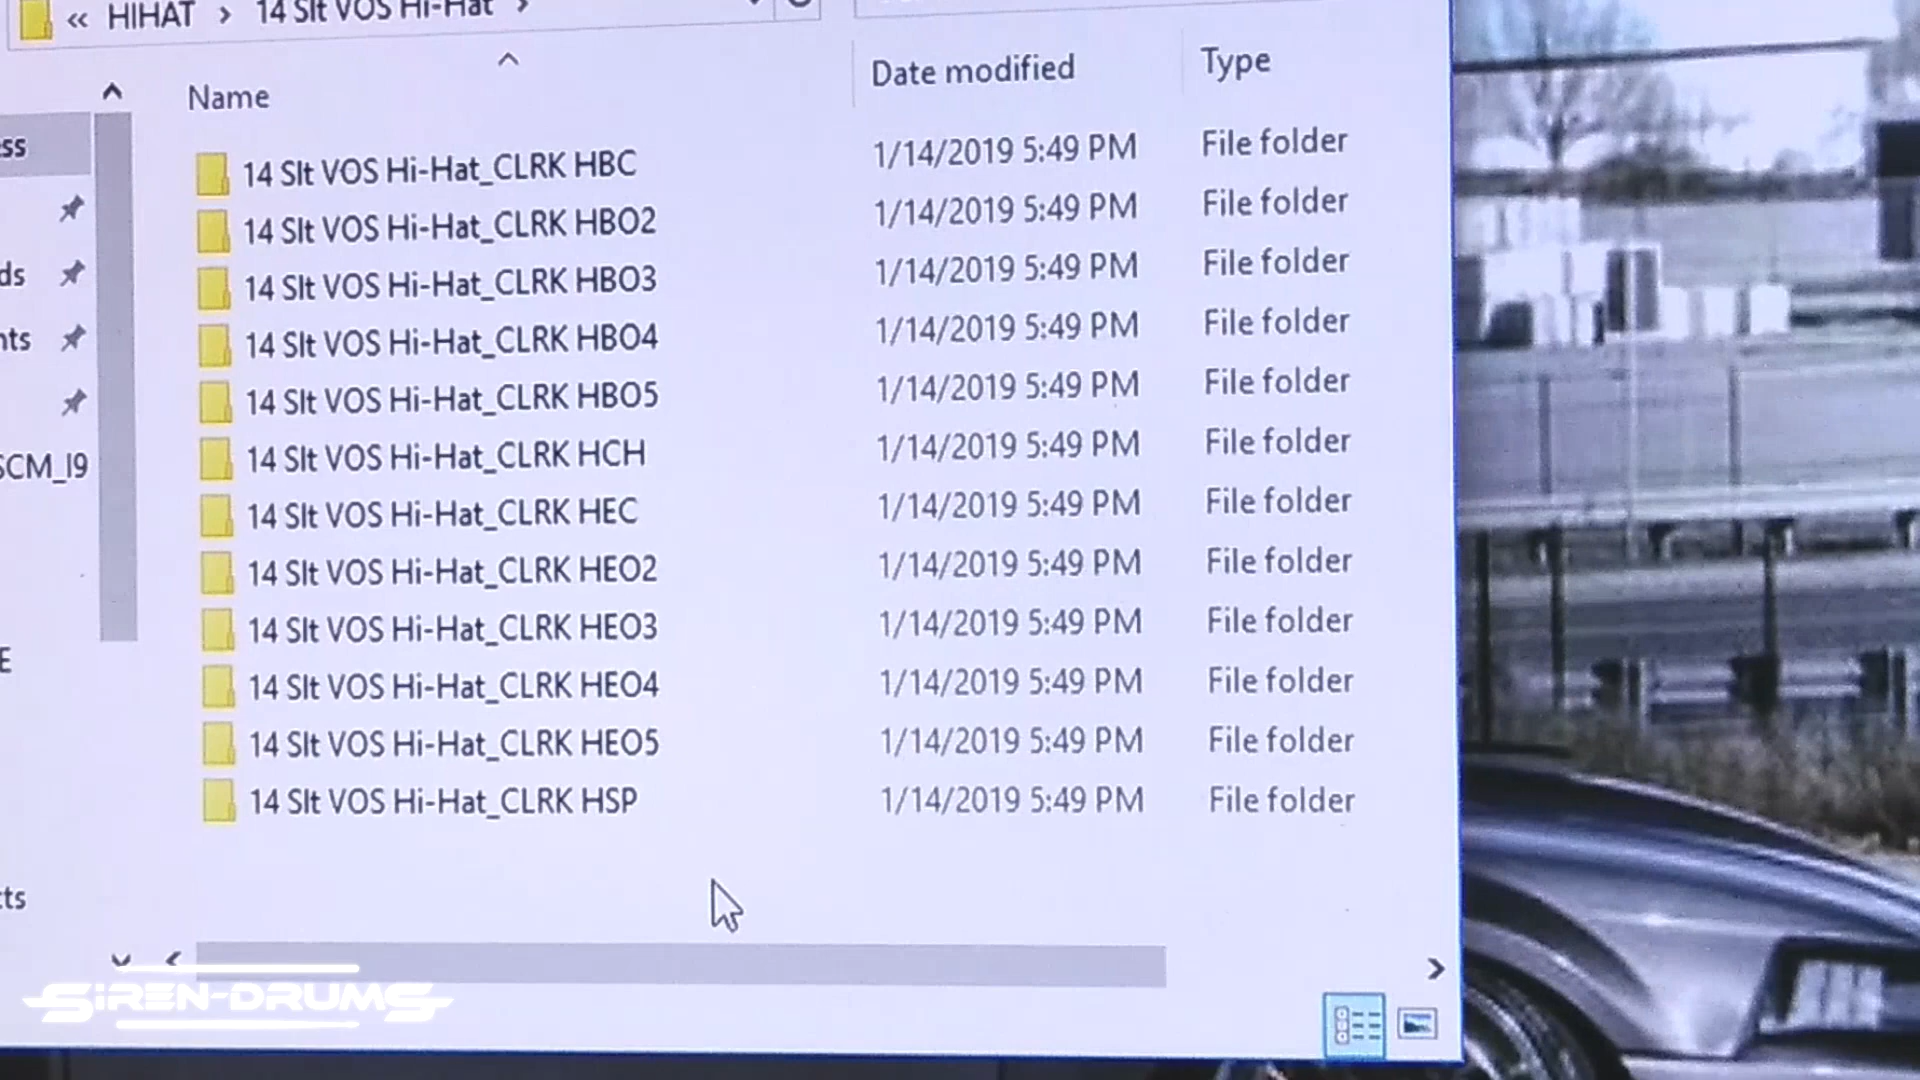 « HIHAT > 14 Slt VOS Hi-Hat >
Name Date modified Type
14 Slt VOS Hi-Hat_CLRK HBC 1/14/2019 5:49 PM File folder
14 Slt VOS Hi-Hat_CLRK HBO2 1/14/2019 5:49 PM File folder
14 Slt VOS Hi-Hat_CLRK HBO3 1/14/2019 5:49 PM File folder
14 Slt VOS Hi-Hat_CLRK HBO4 1/14/2019 5:49 PM File folder
14 Slt VOS Hi-Hat_CLRK HBO5 1/14/2019 5:49 PM File folder
14 Slt VOS Hi-Hat_CLRK HCH 1/14/2019 5:49 PM File folder
14 Slt VOS Hi-Hat_CLRK HEC 1/14/2019 5:49 PM File folder
14 Slt VOS Hi-Hat_CLRK HEO2 1/14/2019 5:49 PM File folder
14 Slt VOS Hi-Hat_CLRK HEO3 1/14/2019 5:49 PM File folder
14 Slt VOS Hi-Hat_CLRK HEO4 1/14/2019 5:49 PM File folder
14 Slt VOS Hi-Hat_CLRK HEO5 1/14/2019 5:49 PM File folder
14 Slt VOS Hi-Hat_CLRK HSP 1/14/2019 5:49 PM File folder
ss
ds
nts
SCM_I9
E
cts
SiREN-DRUMS